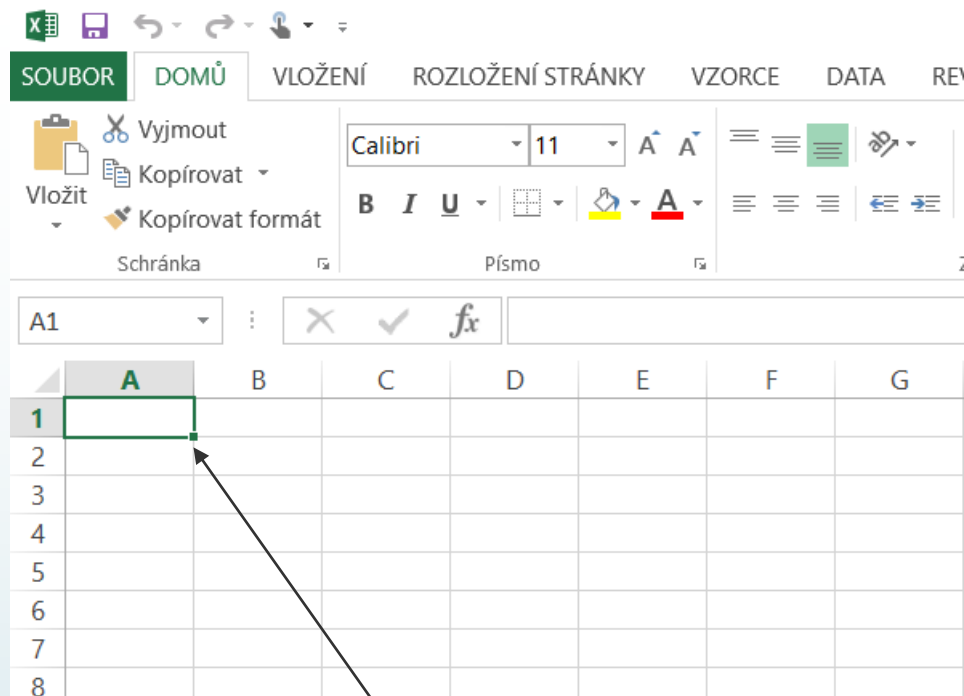 SOUBOR DOMŮ VLOŽENÍ ROZLOŽENÍ STRÁNKY VZORCE DATA REV
Vložit
Vyjmout
Kopírovat
Kopírovat formát
Schránka
Calibri 11
B I U A
Písmo
A1 fx
A B C D E F G
1
2
3
4
5
6
7
8